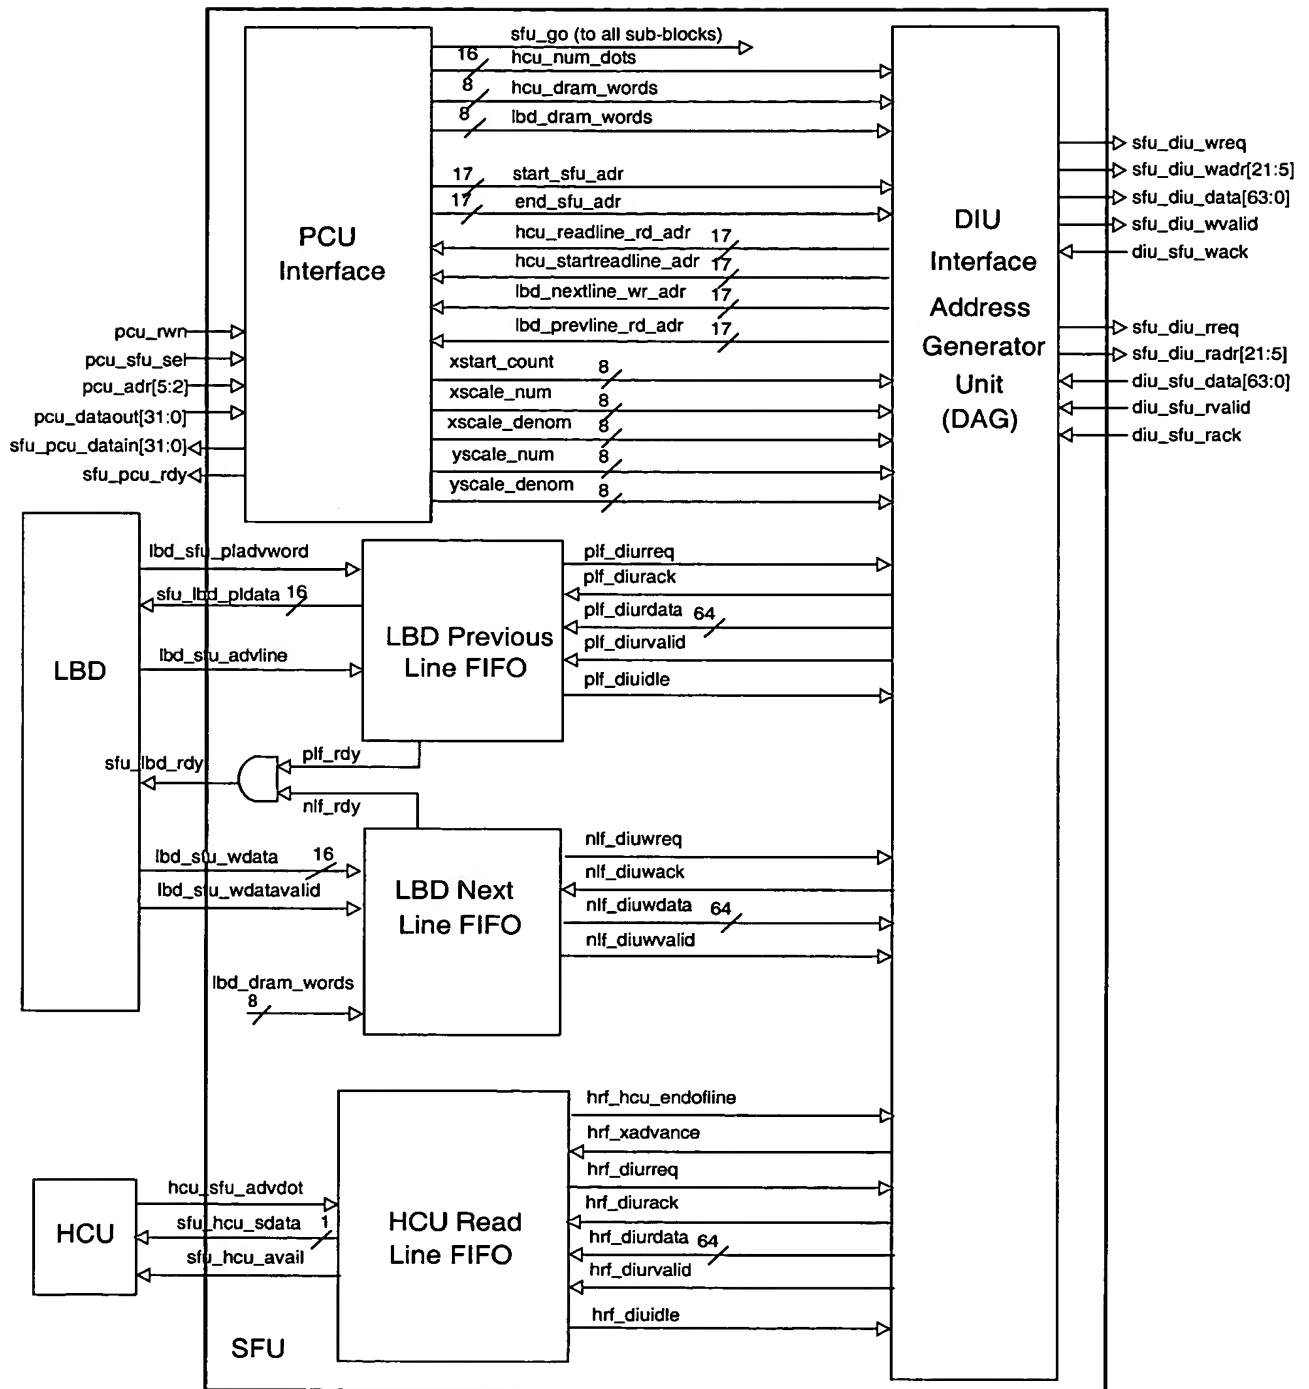 sfu_go (to all sub-blocks)
16 hcu_num_dots
8 hcu_dram_words
8 lbd_dram_words
17 start_sfu_adr
17 end_sfu_adr
hcu_readline_rd_adr 17
hcu_startreadline_adr 17
lbd_nextline_wr_adr 17
lbd_prevline_rd_adr 17
xstart_count 8
xscale_num 8
xscale_denom 8
yscale_num 8
yscale_denom 8
PCU
Interface
DIU
Interface
Address
Generator
Unit
(DAG)
pcu_rwn
pcu_sfu_sel
pcu_adr[5:2]
pcu_dataout[31:0]
sfu_pcu_datain[31:0]
sfu_pcu_rdy
sfu_diu_wreq
sfu_diu_wadr[21:5]
sfu_diu_data[63:0]
sfu_diu_wvalid
diu_sfu_wack
sfu_diu_rreq
sfu_diu_radr[21:5]
diu_sfu_data[63:0]
diu_sfu_rvalid
diu_sfu_rack
LBD
lbd_sfu_pladvword
sfu_lbd_pldata 16
lbd_sfu_advline
LBD Previous
Line FIFO
plf_diurreq
plf_diurack
plf_diurdata 64
plf_diurvalid
plf_diuidle
sfu_lbd_rdy
plf_rdy
nlf_rdy
lbd_sfu_wdata 16
lbd_sfu_wdatavalid
lbd_dram_words
8
LBD Next
Line FIFO
nlf_diuwreq
nlf_diuwack
nlf_diuwdata 64
nlf_diuwvalid
HCU
hcu_sfu_advdot
sfu_hcu_sdata 1
sfu_hcu_avail
HCU Read
Line FIFO
hrf_hcu_endofline
hrf_xadvance
hrf_diurreq
hrf_diurack
hrf_diurdata 64
hrf_diurvalid
hrf_diuidle
SFU